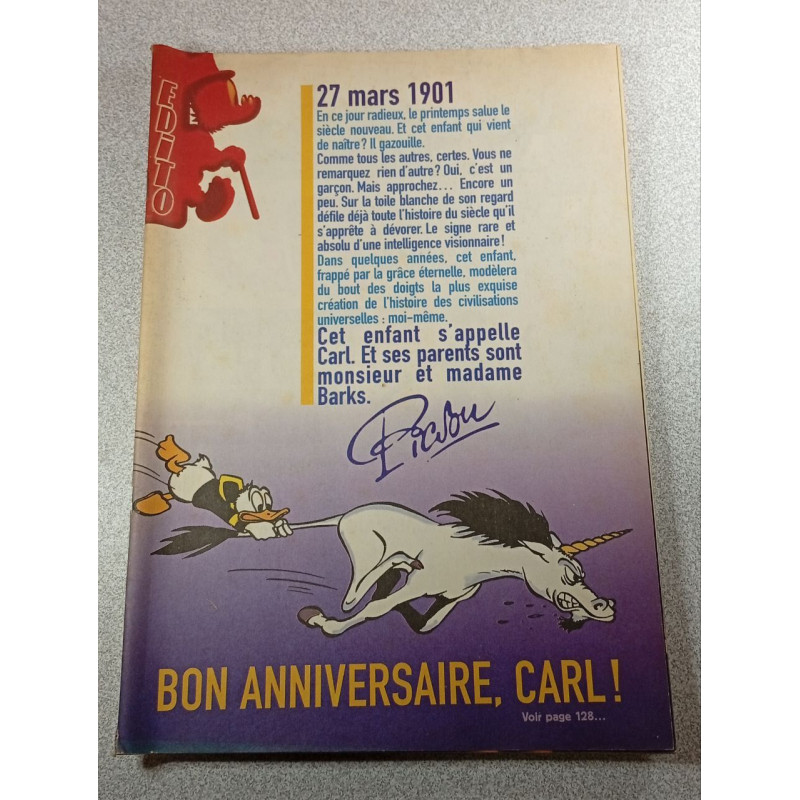 EDITO
27 mars 1901
En ce jour radieux, le printemps salue le
siècle nouveau. Et cet enfant qui vient
de naître ? Il gazouille.
Comme tous les autres, certes. Vous ne
remarquez rien d'autre ? Oui, c'est un
garçon. Mais approchez... Encore un
peu. Sur la toile blanche de son regard
défile déjà toute l'histoire du siècle qu'il
s'apprête à dévorer. Le signe rare et
absolu d'une intelligence visionnaire !
Dans quelques années, cet enfant,
frappé par la grâce éternelle, modèlera
du bout des doigts la plus exquise
création de l'histoire des civilisations
universelles : moi-même.
Cet enfant s'appelle
Carl. Et ses parents sont
monsieur et madame
Barks.
Picsou
BON ANNIVERSAIRE, CARL !
Voir page 128...